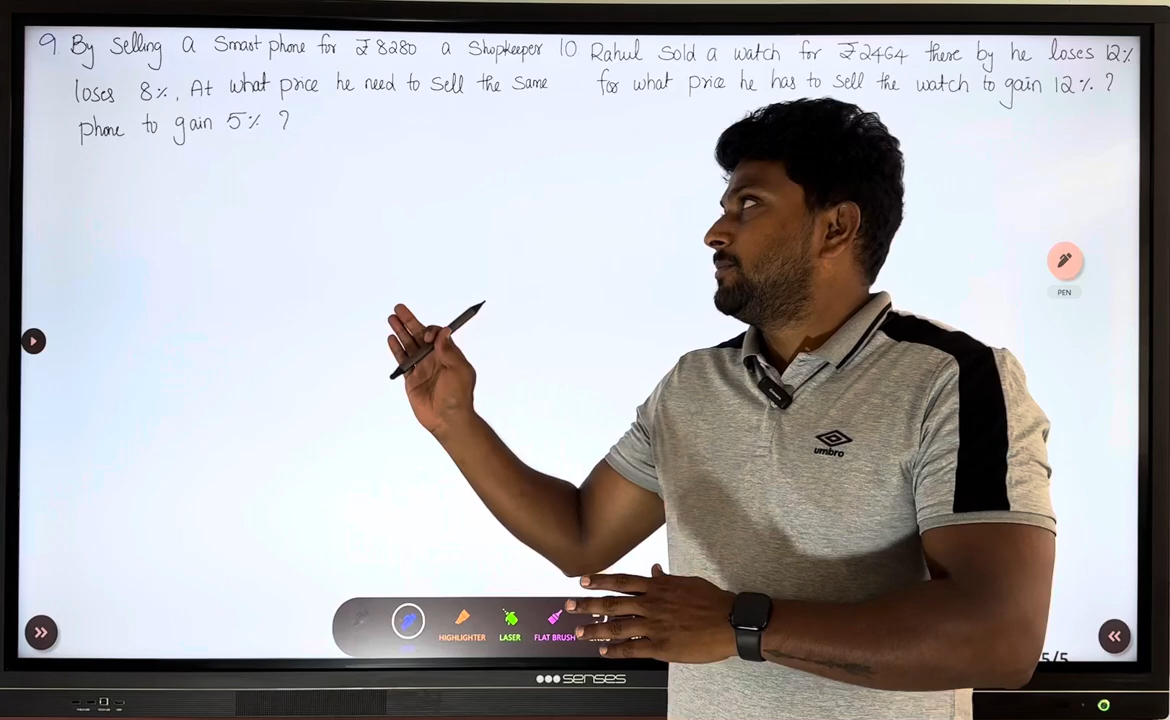 9. By Selling a Smart phone for ₹ 8280 a Shopkeeper
loses 8%. At what price he need to Sell the Same
phone to gain 5% ?
10 Rahul Sold a watch for ₹ 2464 there by he loses 12%
for what price he has to sell the watch to gain 12% ?
PEN
umbro
HIGHLIGHTER LASER FLAT BRUSH
5/5
senses